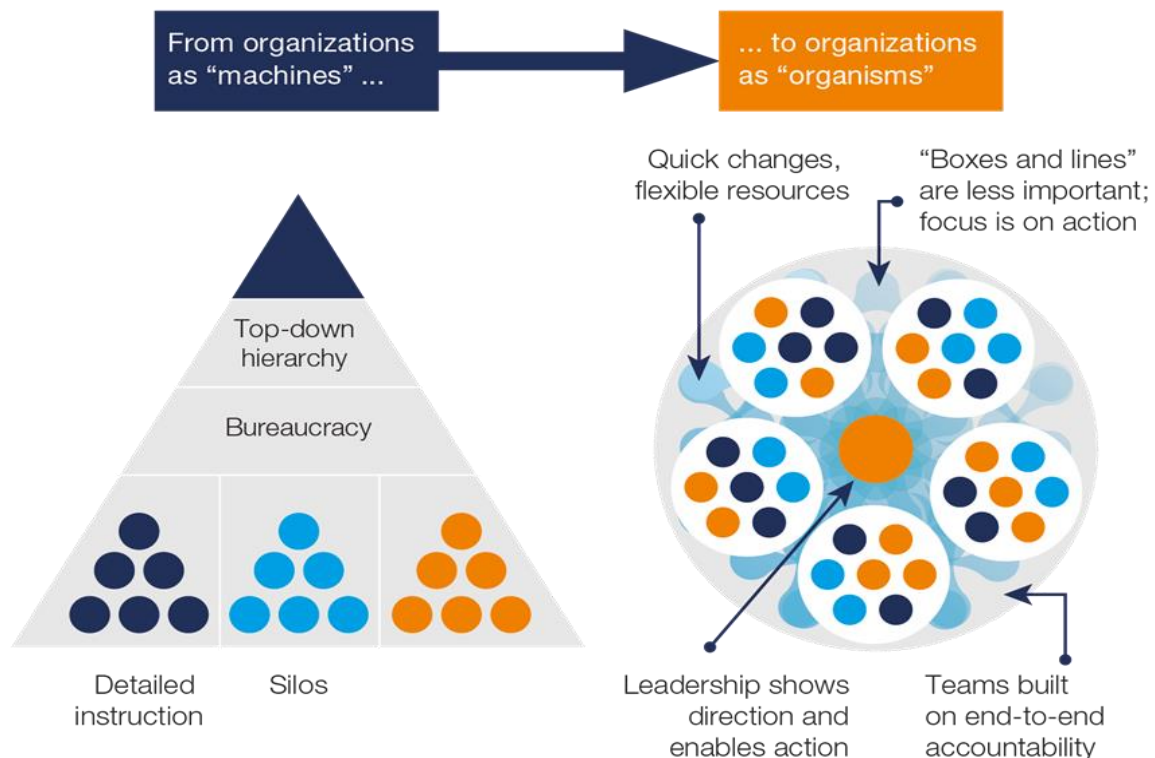 From organizations
as “machines” ...
... to organizations
as “organisms”
Quick changes,
flexible resources
“Boxes and lines”
are less important;
focus is on action
Top-down
hierarchy
Bureaucracy
Detailed
instruction
Silos
Leadership shows
direction and
enables action
Teams built
on end-to-end
accountability